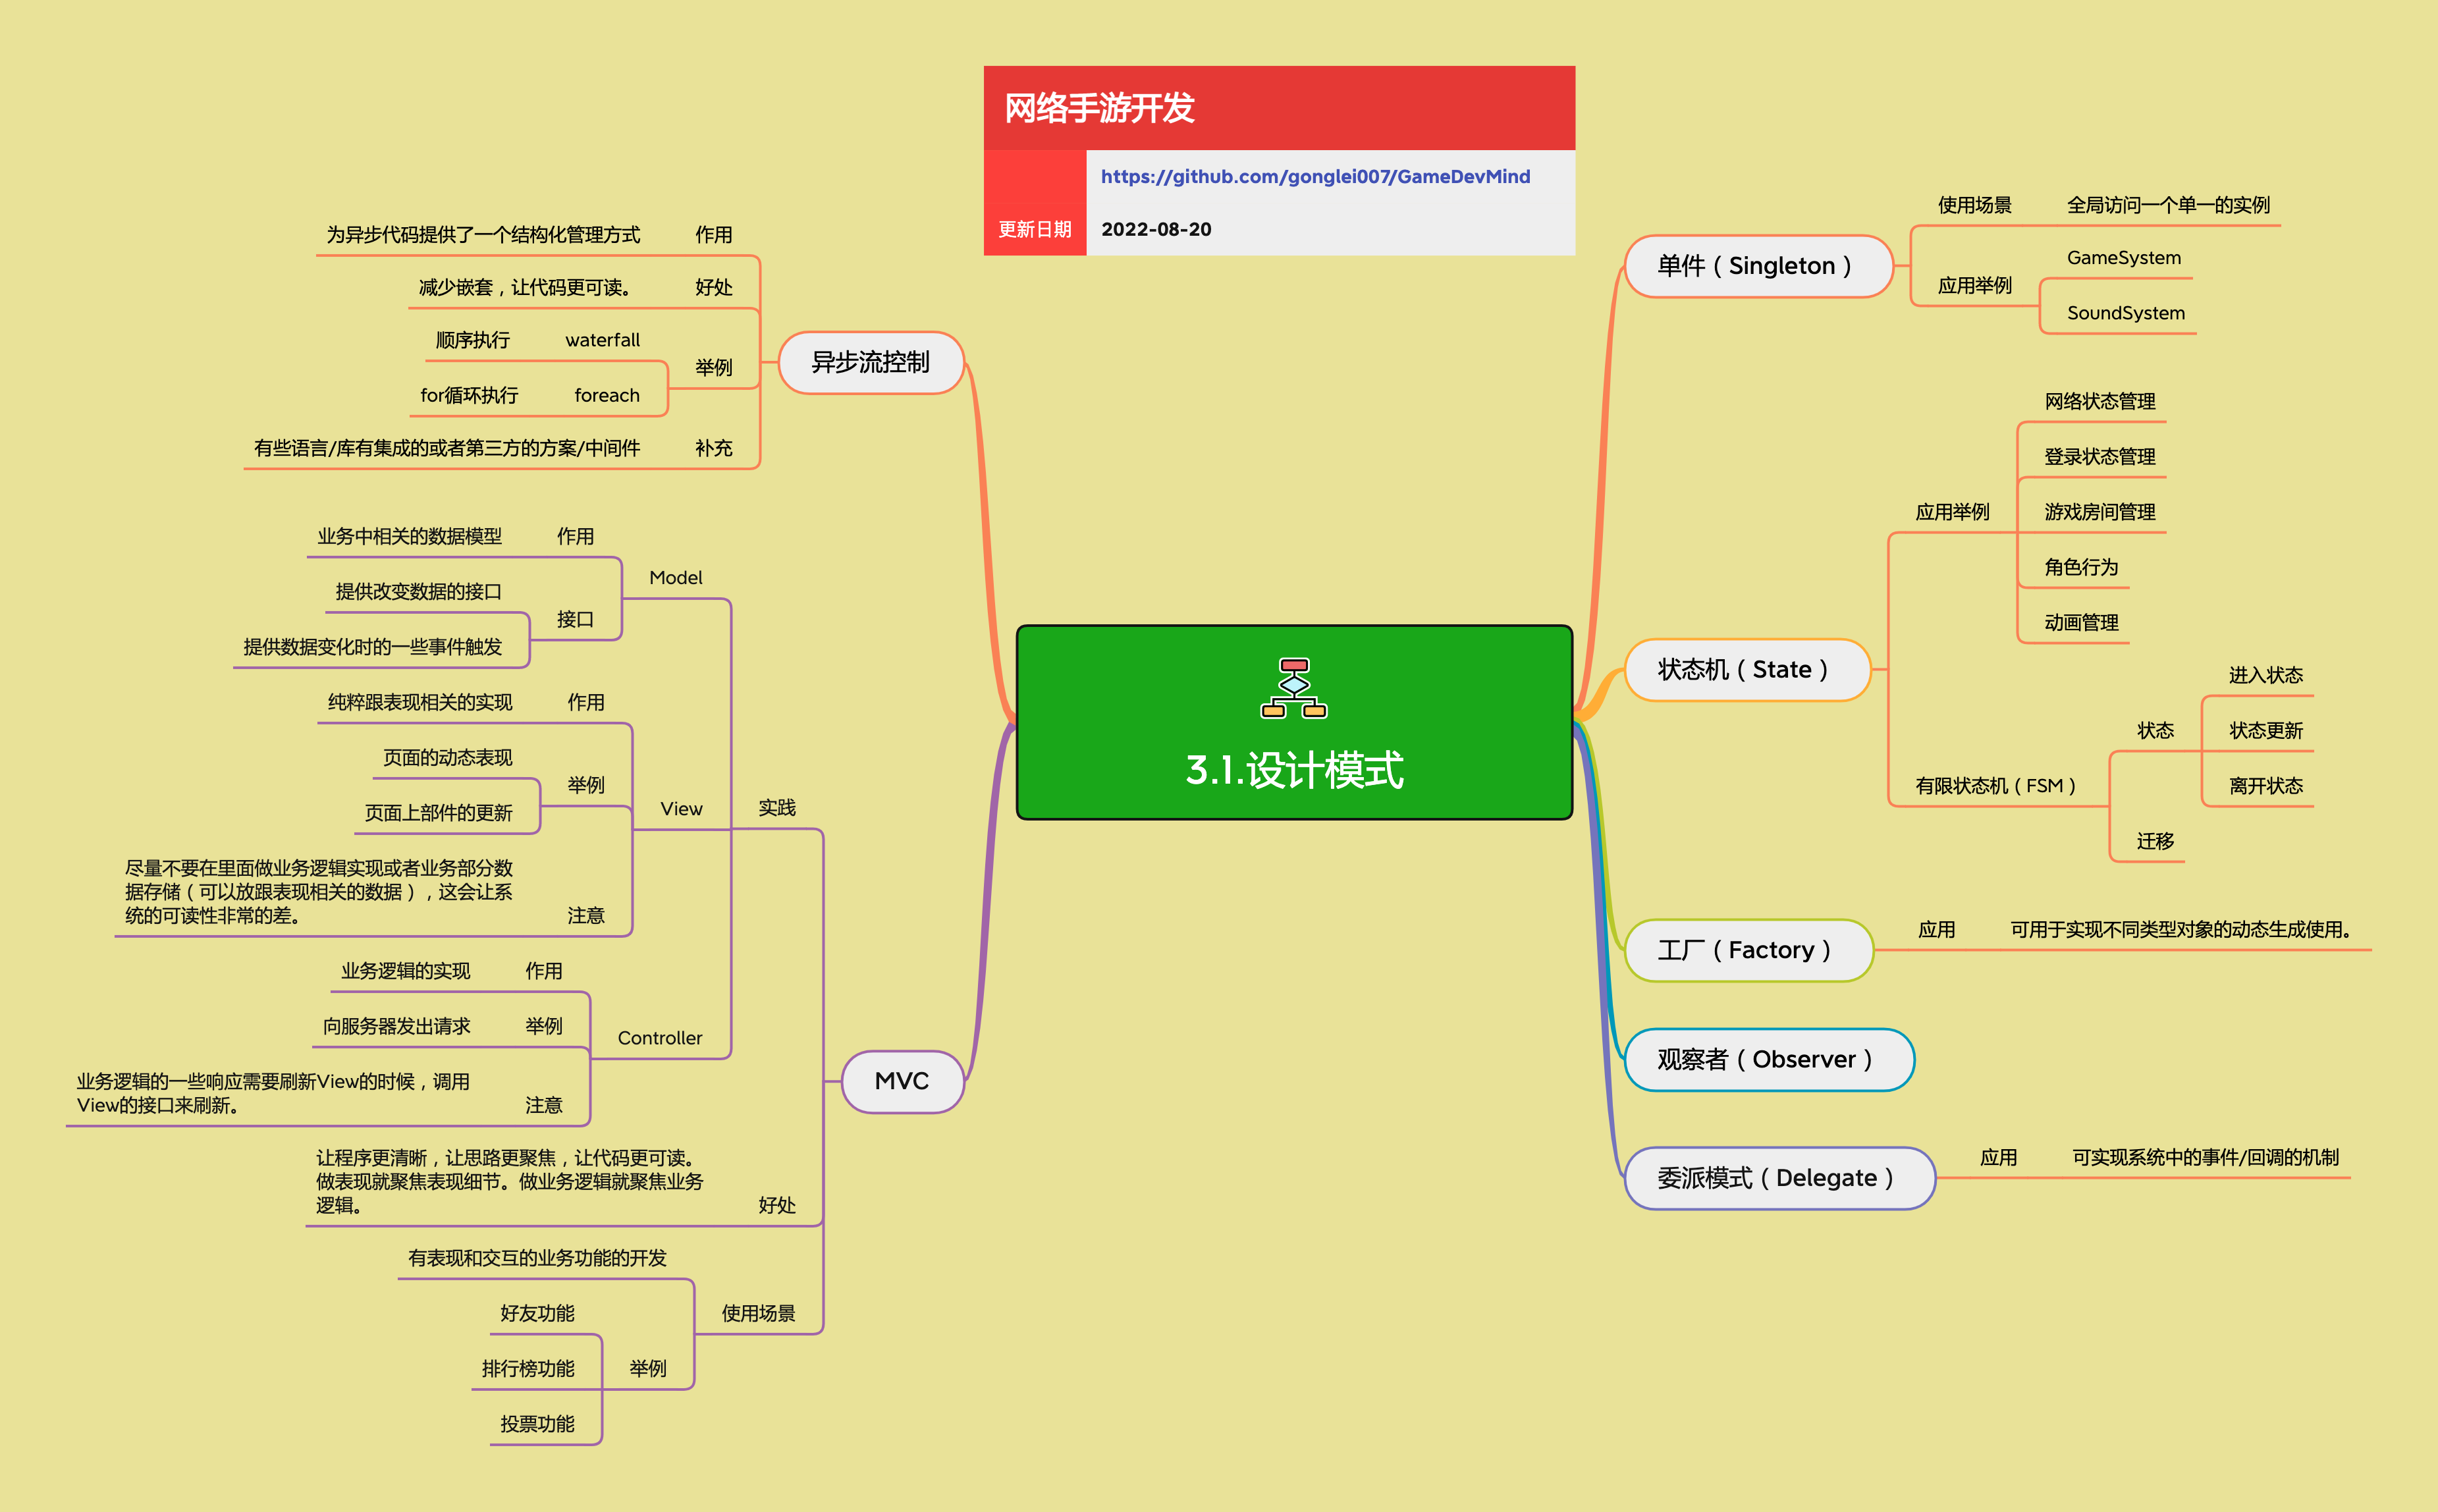 网络手游开发
https://github.com/gonglei007/GameDevMind
更新日期
2022-08-20
3.1.设计模式
单件（Singleton）
使用场景
全局访问一个单一的实例
应用举例
GameSystem
SoundSystem
状态机（State）
应用举例
网络状态管理
登录状态管理
游戏房间管理
角色行为
动画管理
有限状态机（FSM）
状态
进入状态
状态更新
离开状态
迁移
工厂（Factory）
应用
可用于实现不同类型对象的动态生成使用。
观察者（Observer）
委派模式（Delegate）
应用
可实现系统中的事件/回调的机制
异步流控制
作用
为异步代码提供了一个结构化管理方式
好处
减少嵌套，让代码更可读。
举例
waterfall
顺序执行
foreach
for循环执行
补充
有些语言/库有集成的或者第三方的方案/中间件
MVC
实践
Model
作用
业务中相关的数据模型
接口
提供改变数据的接口
提供数据变化时的一些事件触发
View
作用
纯粹跟表现相关的实现
举例
页面的动态表现
页面上部件的更新
注意
尽量不要在里面做业务逻辑实现或者业务部分数
据存储（可以放跟表现相关的数据），这会让系
统的可读性非常的差。
Controller
作用
业务逻辑的实现
举例
向服务器发出请求
注意
业务逻辑的一些响应需要刷新View的时候，调用
View的接口来刷新。
好处
让程序更清晰，让思路更聚焦，让代码更可读。
做表现就聚焦表现细节。做业务逻辑就聚焦业务
逻辑。
使用场景
有表现和交互的业务功能的开发
举例
好友功能
排行榜功能
投票功能